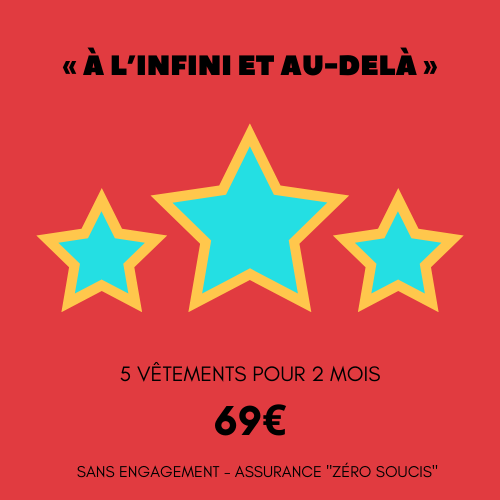 « À L'INFINI ET AU-DELÀ »
5 VÊTEMENTS POUR 2 MOIS
69€
SANS ENGAGEMENT - ASSURANCE "ZÉRO SOUCIS"